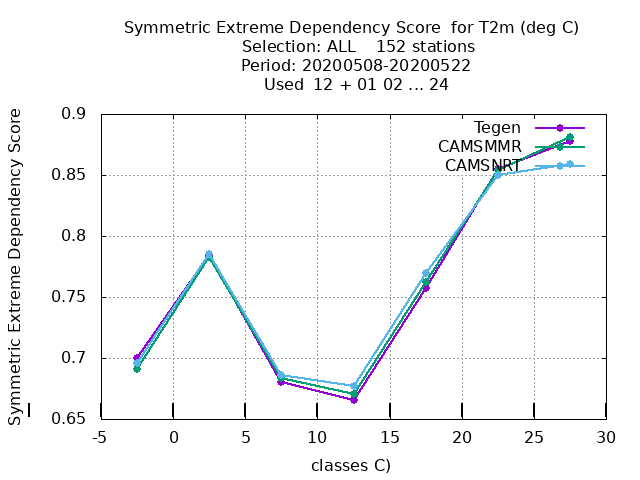 Symmetric Extreme Dependency Score  for T2m (deg C)
Selection: ALL    152 stations
Period: 20200508-20200522
Used  12 + 01 02 ... 24
Symmetric Extreme Dependency Score
0.9
0.85
0.8
0.75
0.7
0.65
Tegen
CAMSMMR
CAMSNRT
-5 0 5 10 15 20 25 30
classes C)